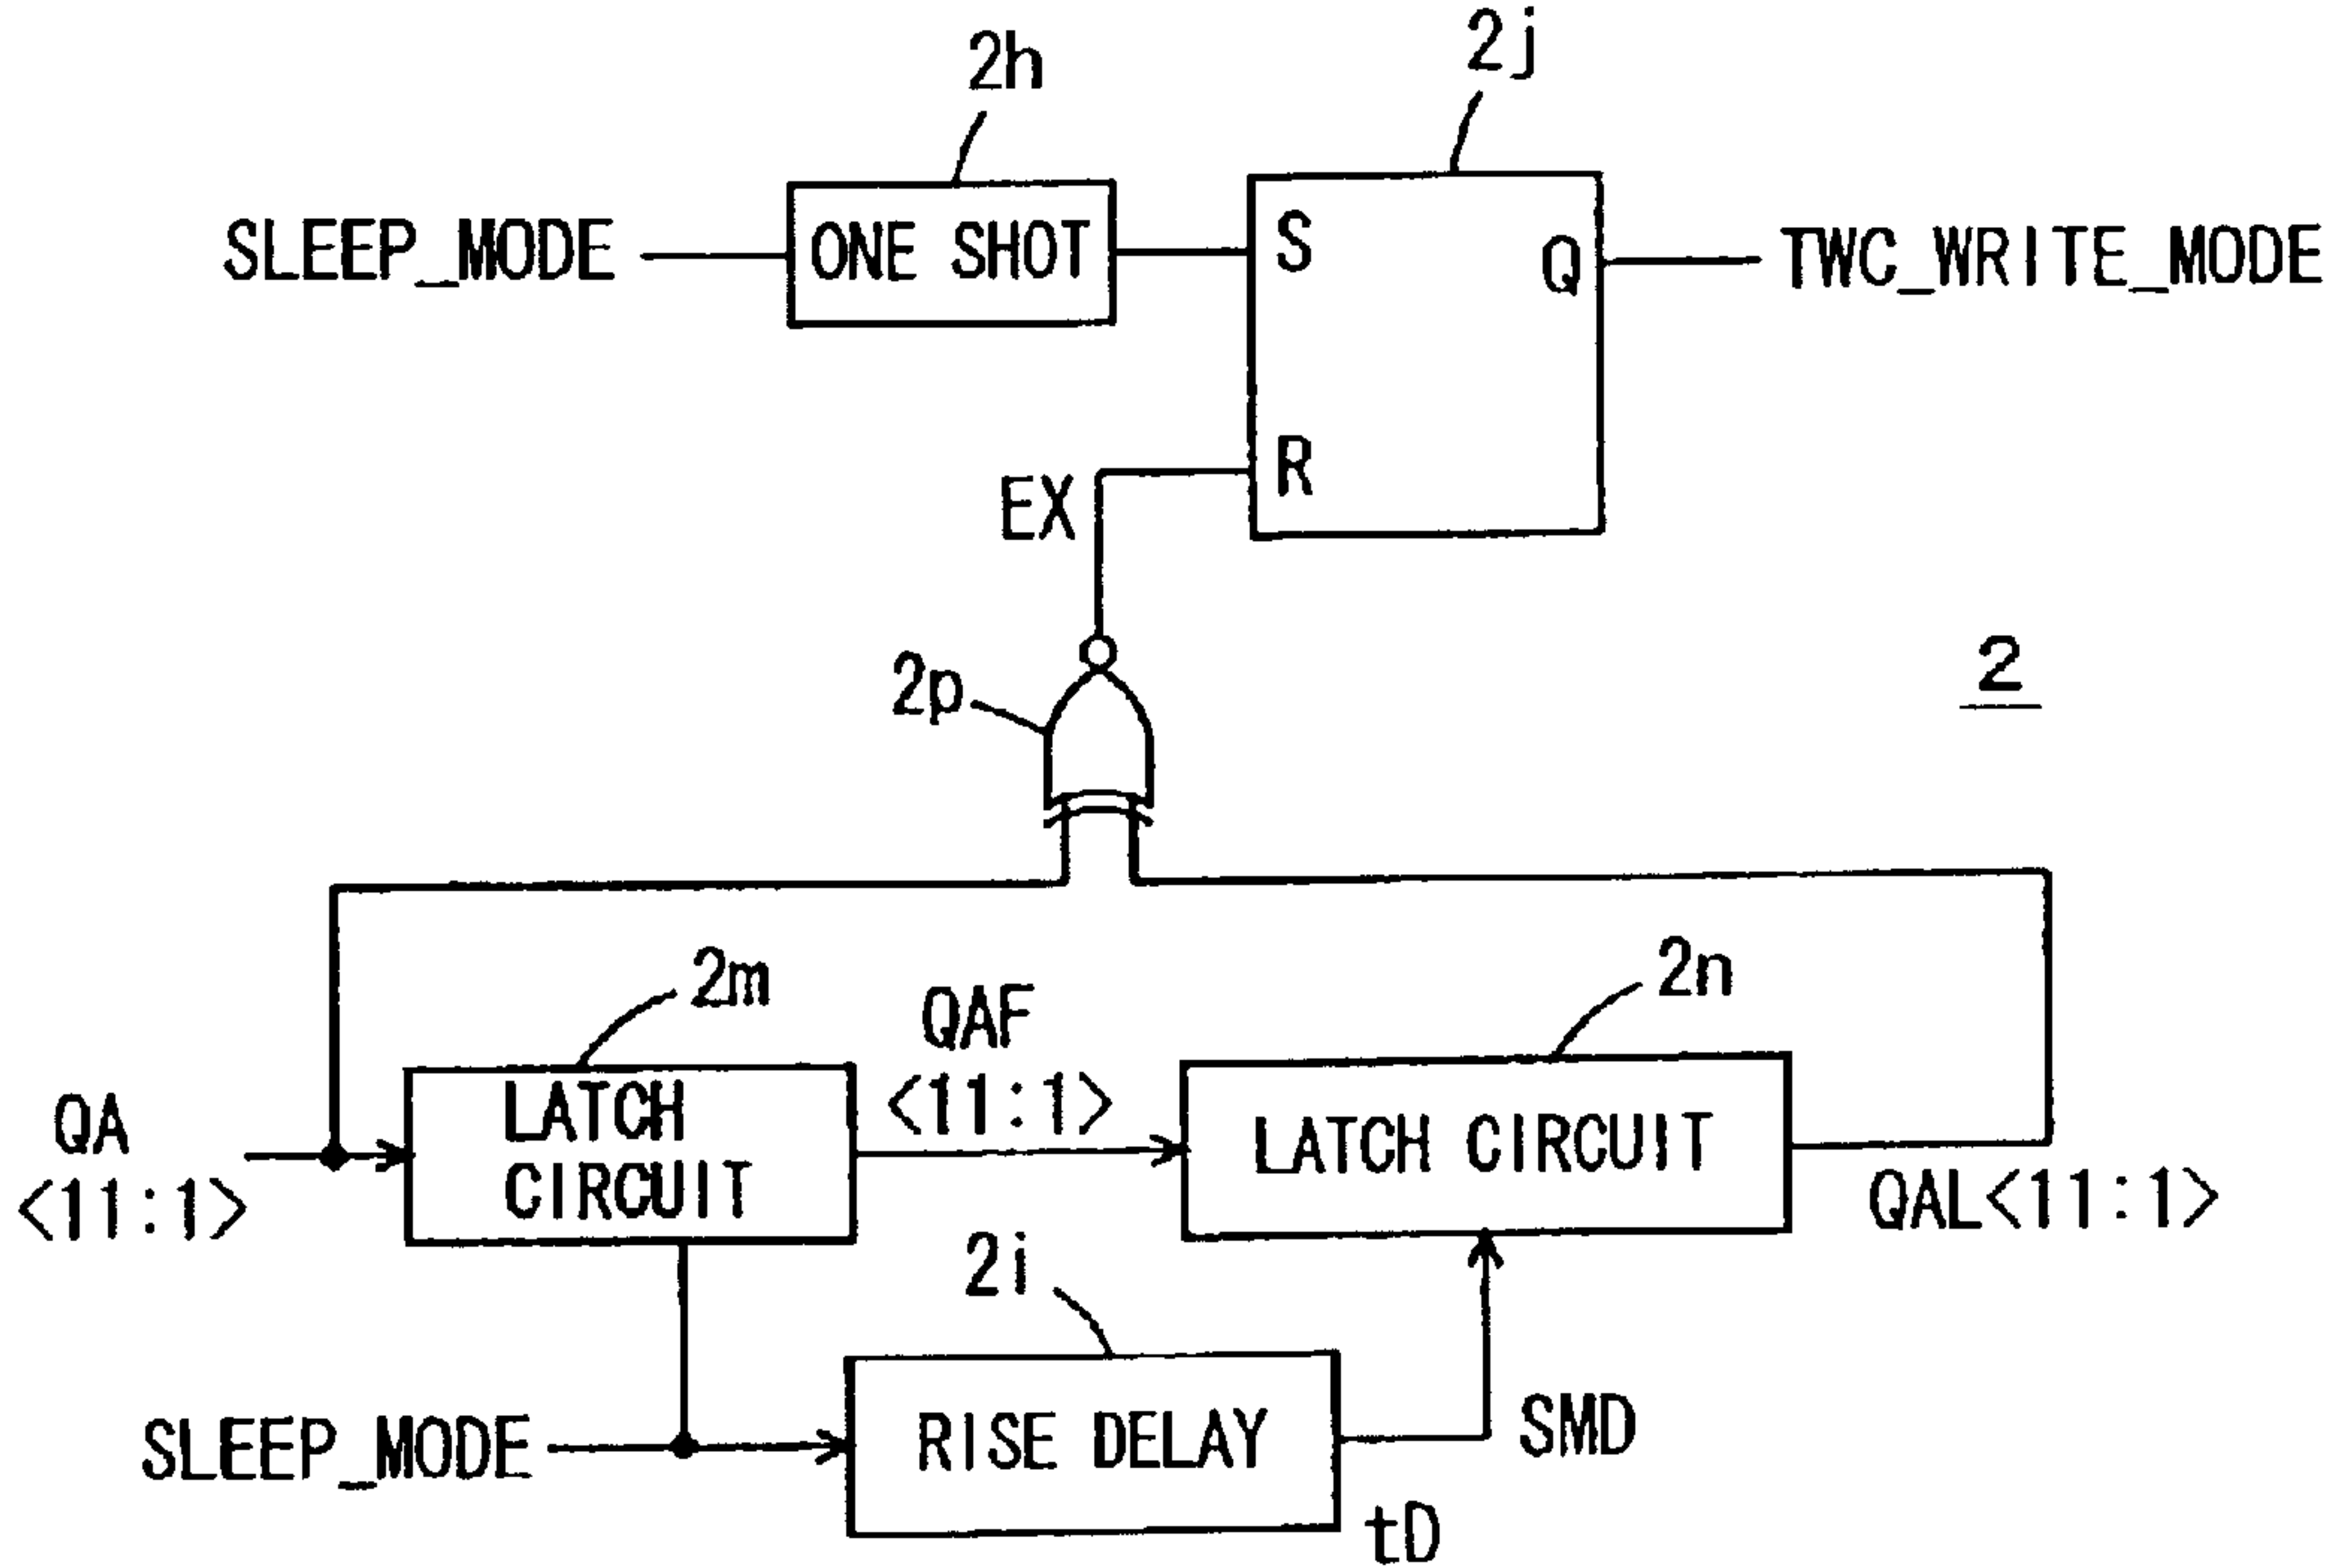 2h
2j
SLEEP_MODE
ONE SHOT
S
Q
TWC_WRITE_MODE
R
EX
2p
2
2m
2n
QAF
<11:1>
QA
<11:1>
LATCH
CIRCUIT
LATCH CIRCUIT
QAL<11:1>
2i
SLEEP_MODE
RISE DELAY
SMD
tD